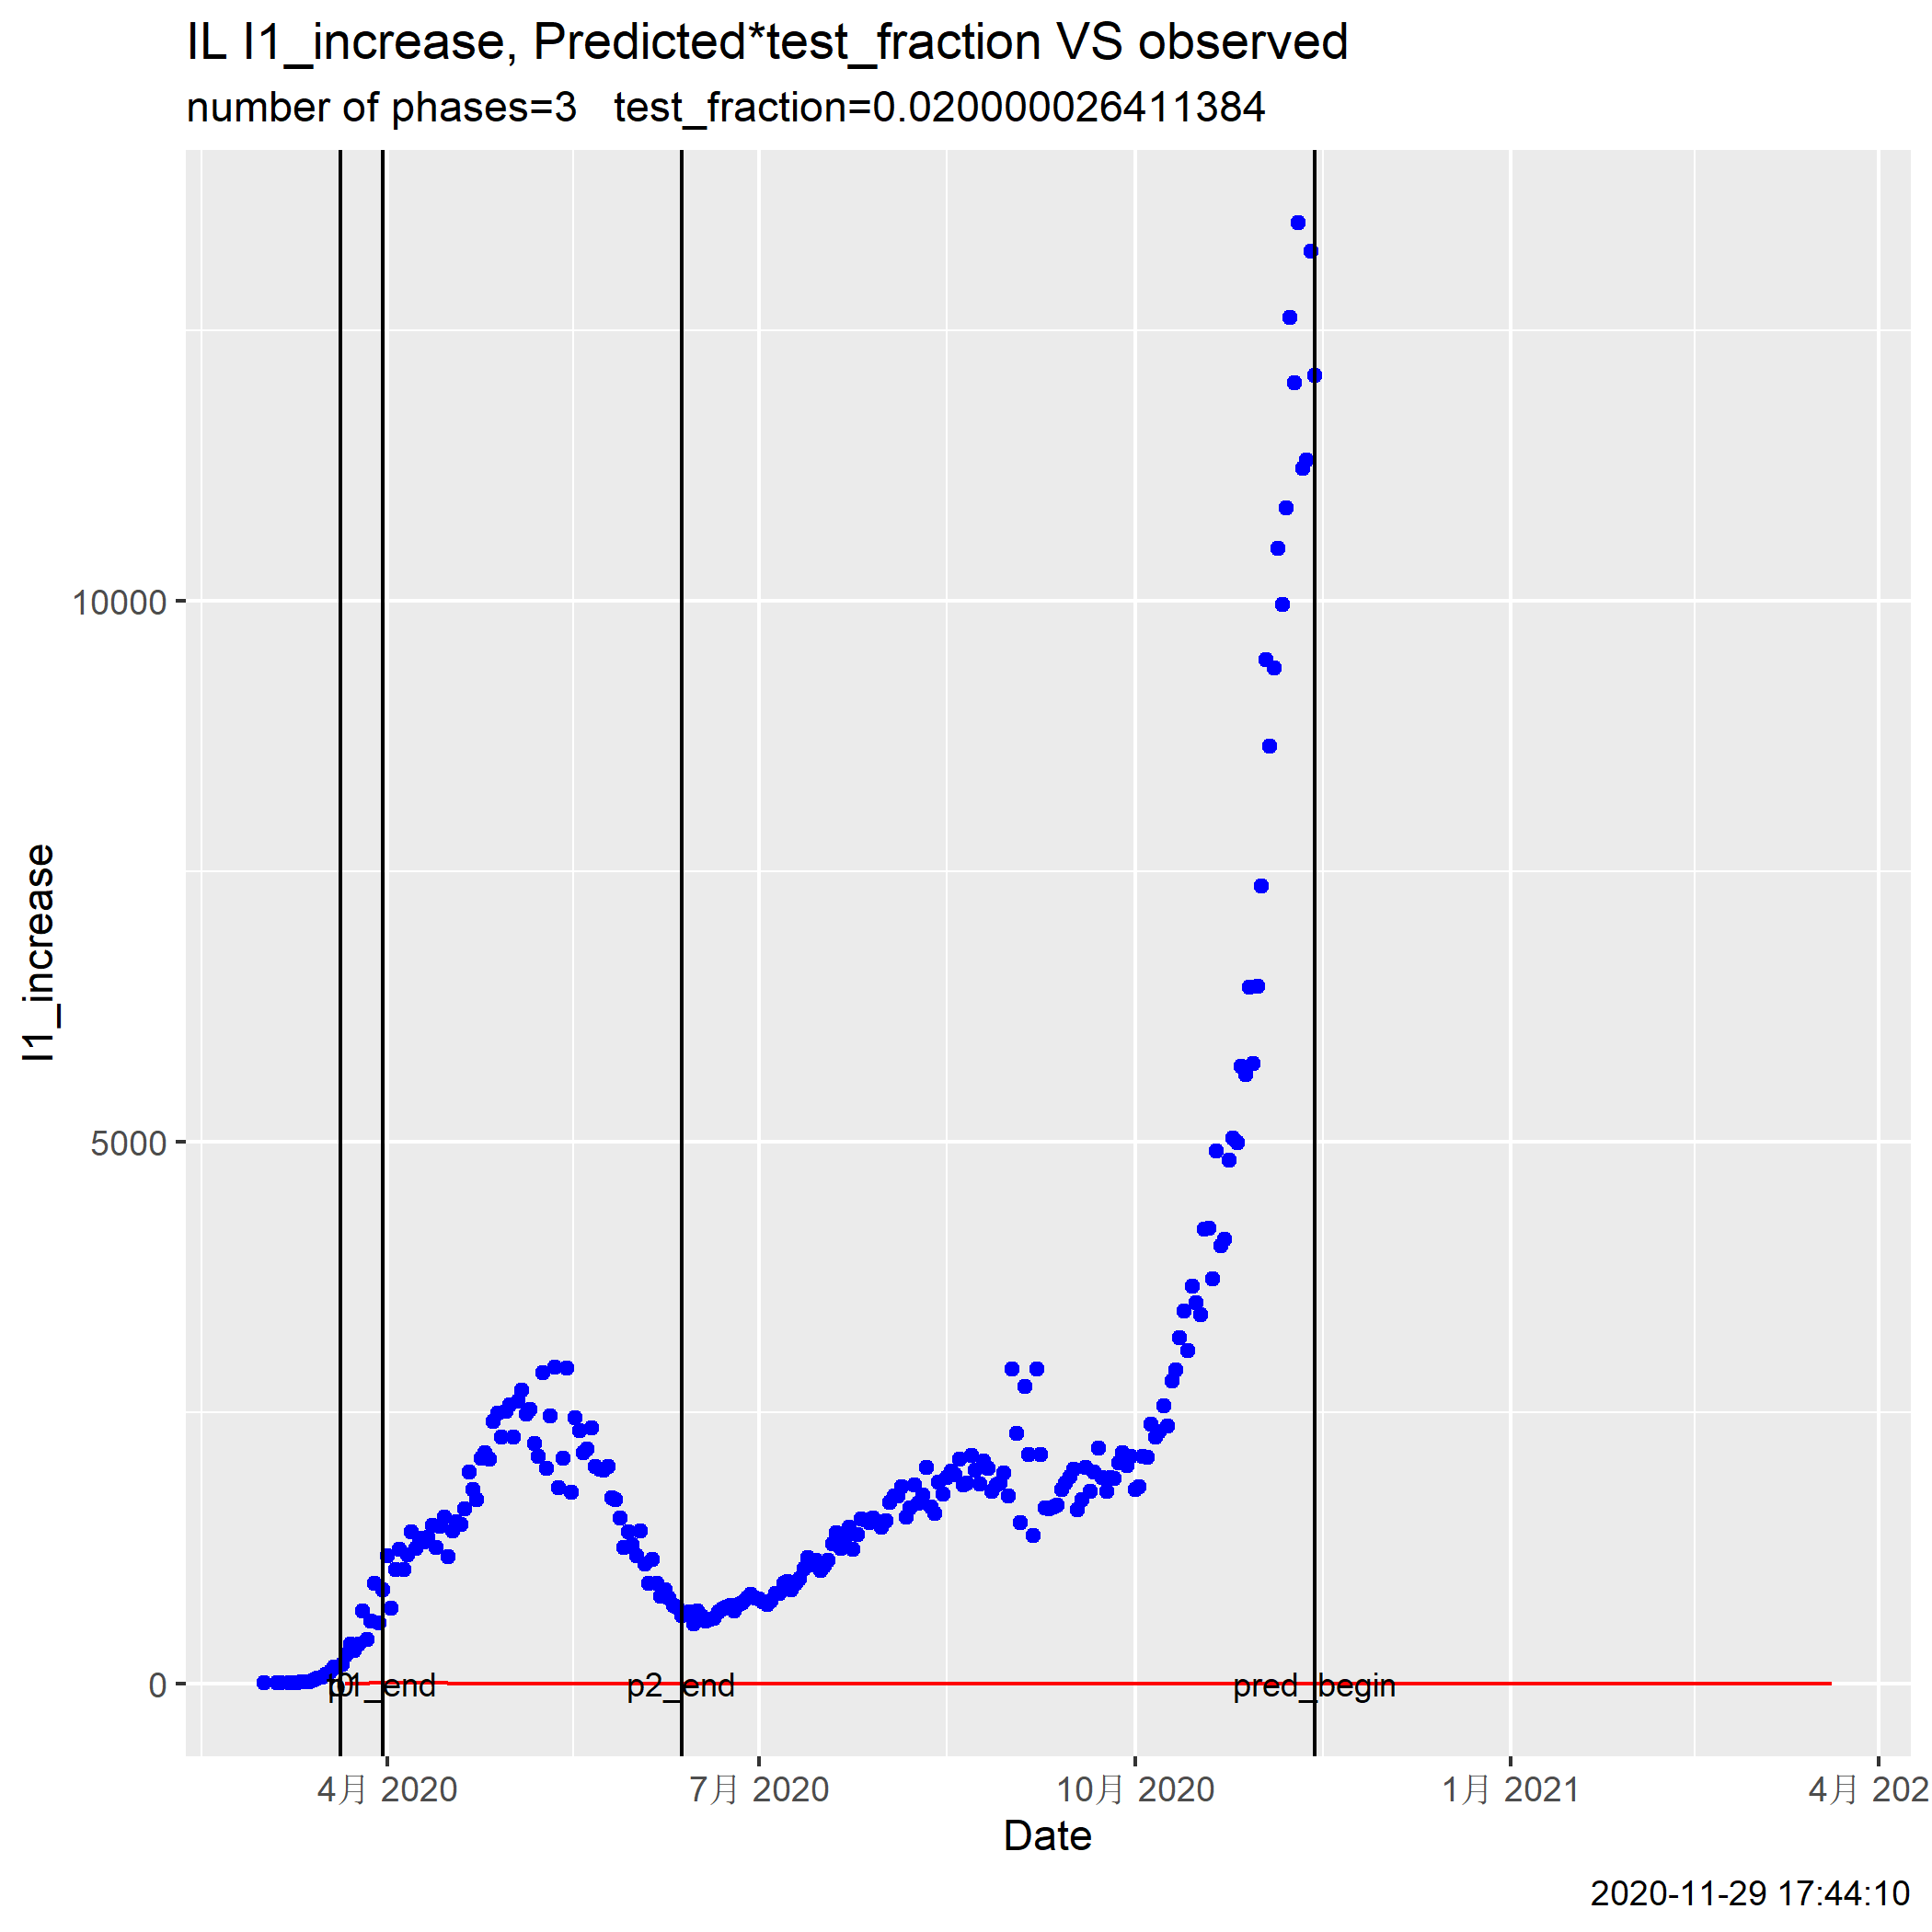 IL I1_increase, Predicted*test_fraction VS observed
number of phases=3   test_fraction=0.020000026411384
I1_increase
10000
5000
0
p1_end
p2_end
pred_begin
4月 2020
7月 2020
10月 2020
1月 2021
4月 202
Date
2020-11-29 17:44:10